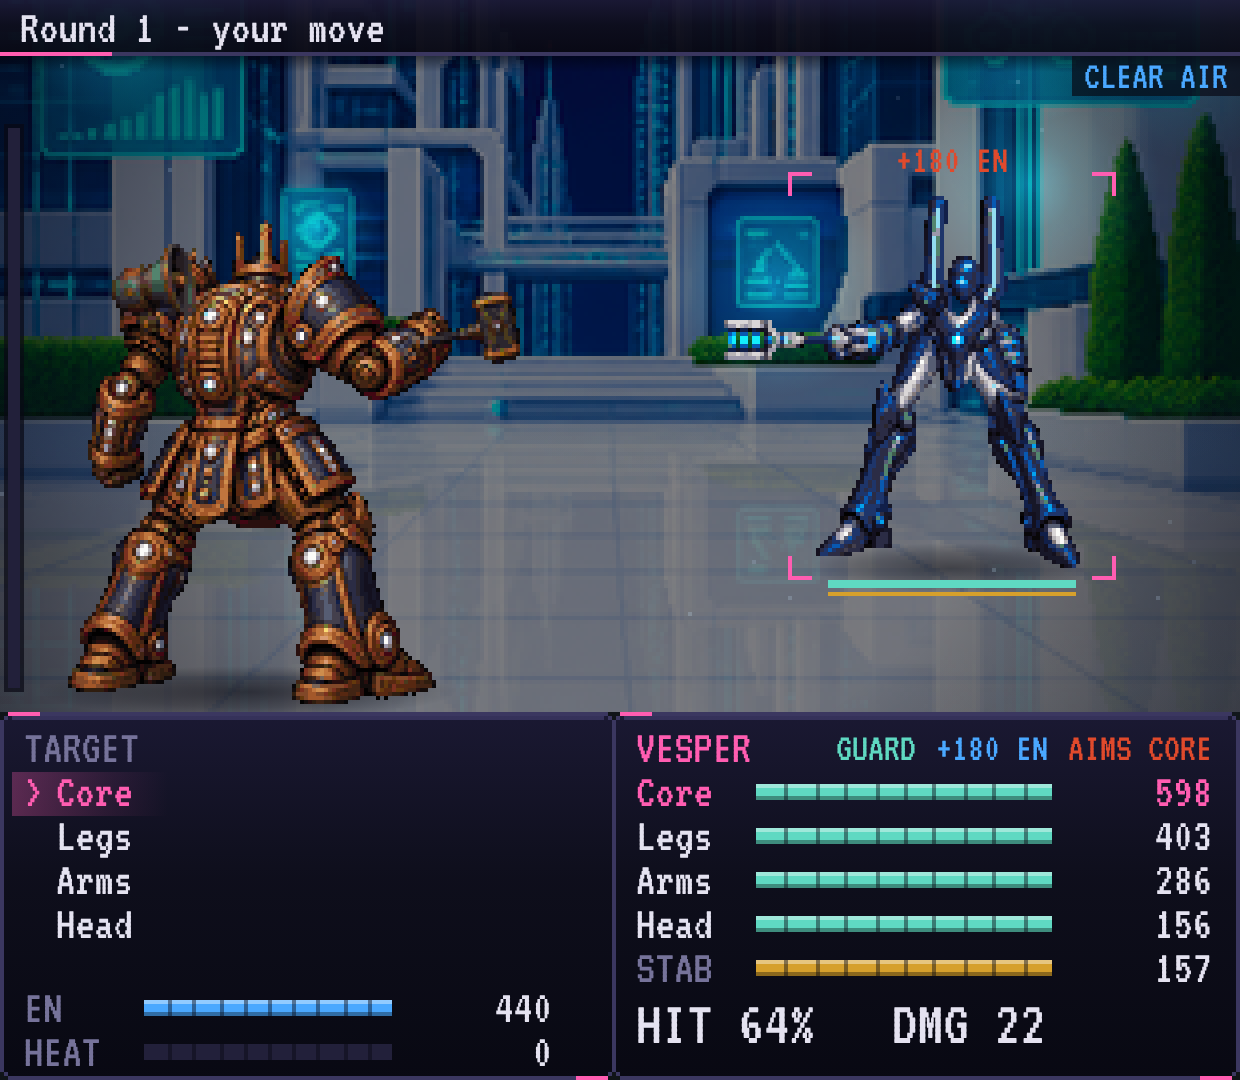 Round 1 - your move
CLEAR AIR
+180 EN
TARGET
> Core
Legs
Arms
Head
EN 440
HEAT 0
VESPER GUARD +180 EN AIMS CORE
Core 598
Legs 403
Arms 286
Head 156
STAB 157
HIT 64% DMG 22